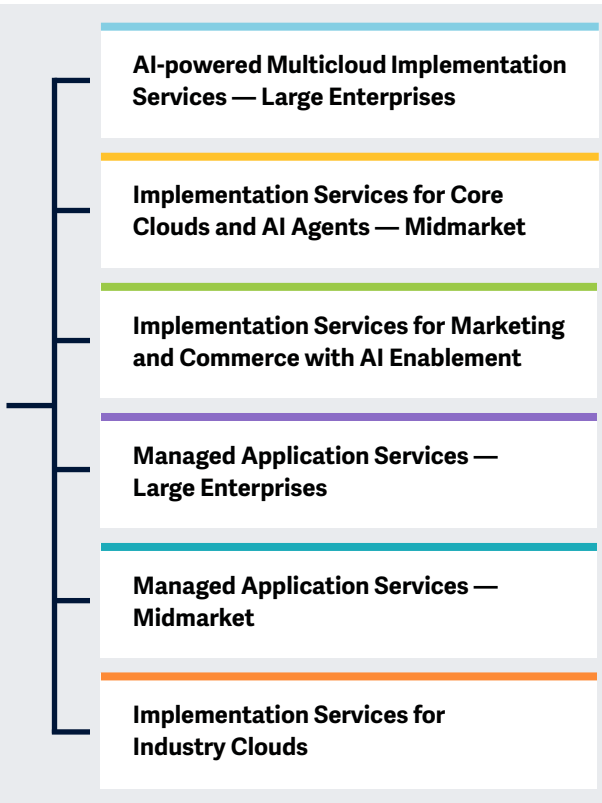 AI-powered Multicloud Implementation
Services — Large Enterprises
Implementation Services for Core
Clouds and AI Agents — Midmarket
Implementation Services for Marketing
and Commerce with AI Enablement
Managed Application Services —
Large Enterprises
Managed Application Services —
Midmarket
Implementation Services for
Industry Clouds